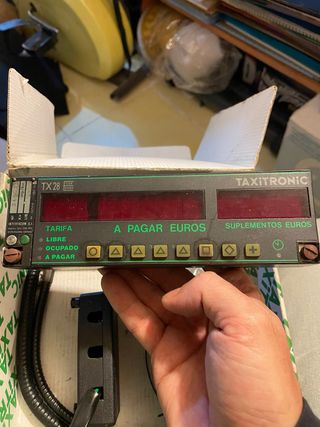 TX28
TAXITRONIC
TARIFA
A PAGAR EUROS
SUPLEMENTOS EUROS
LIBRE
OCUPADO
A PAGAR